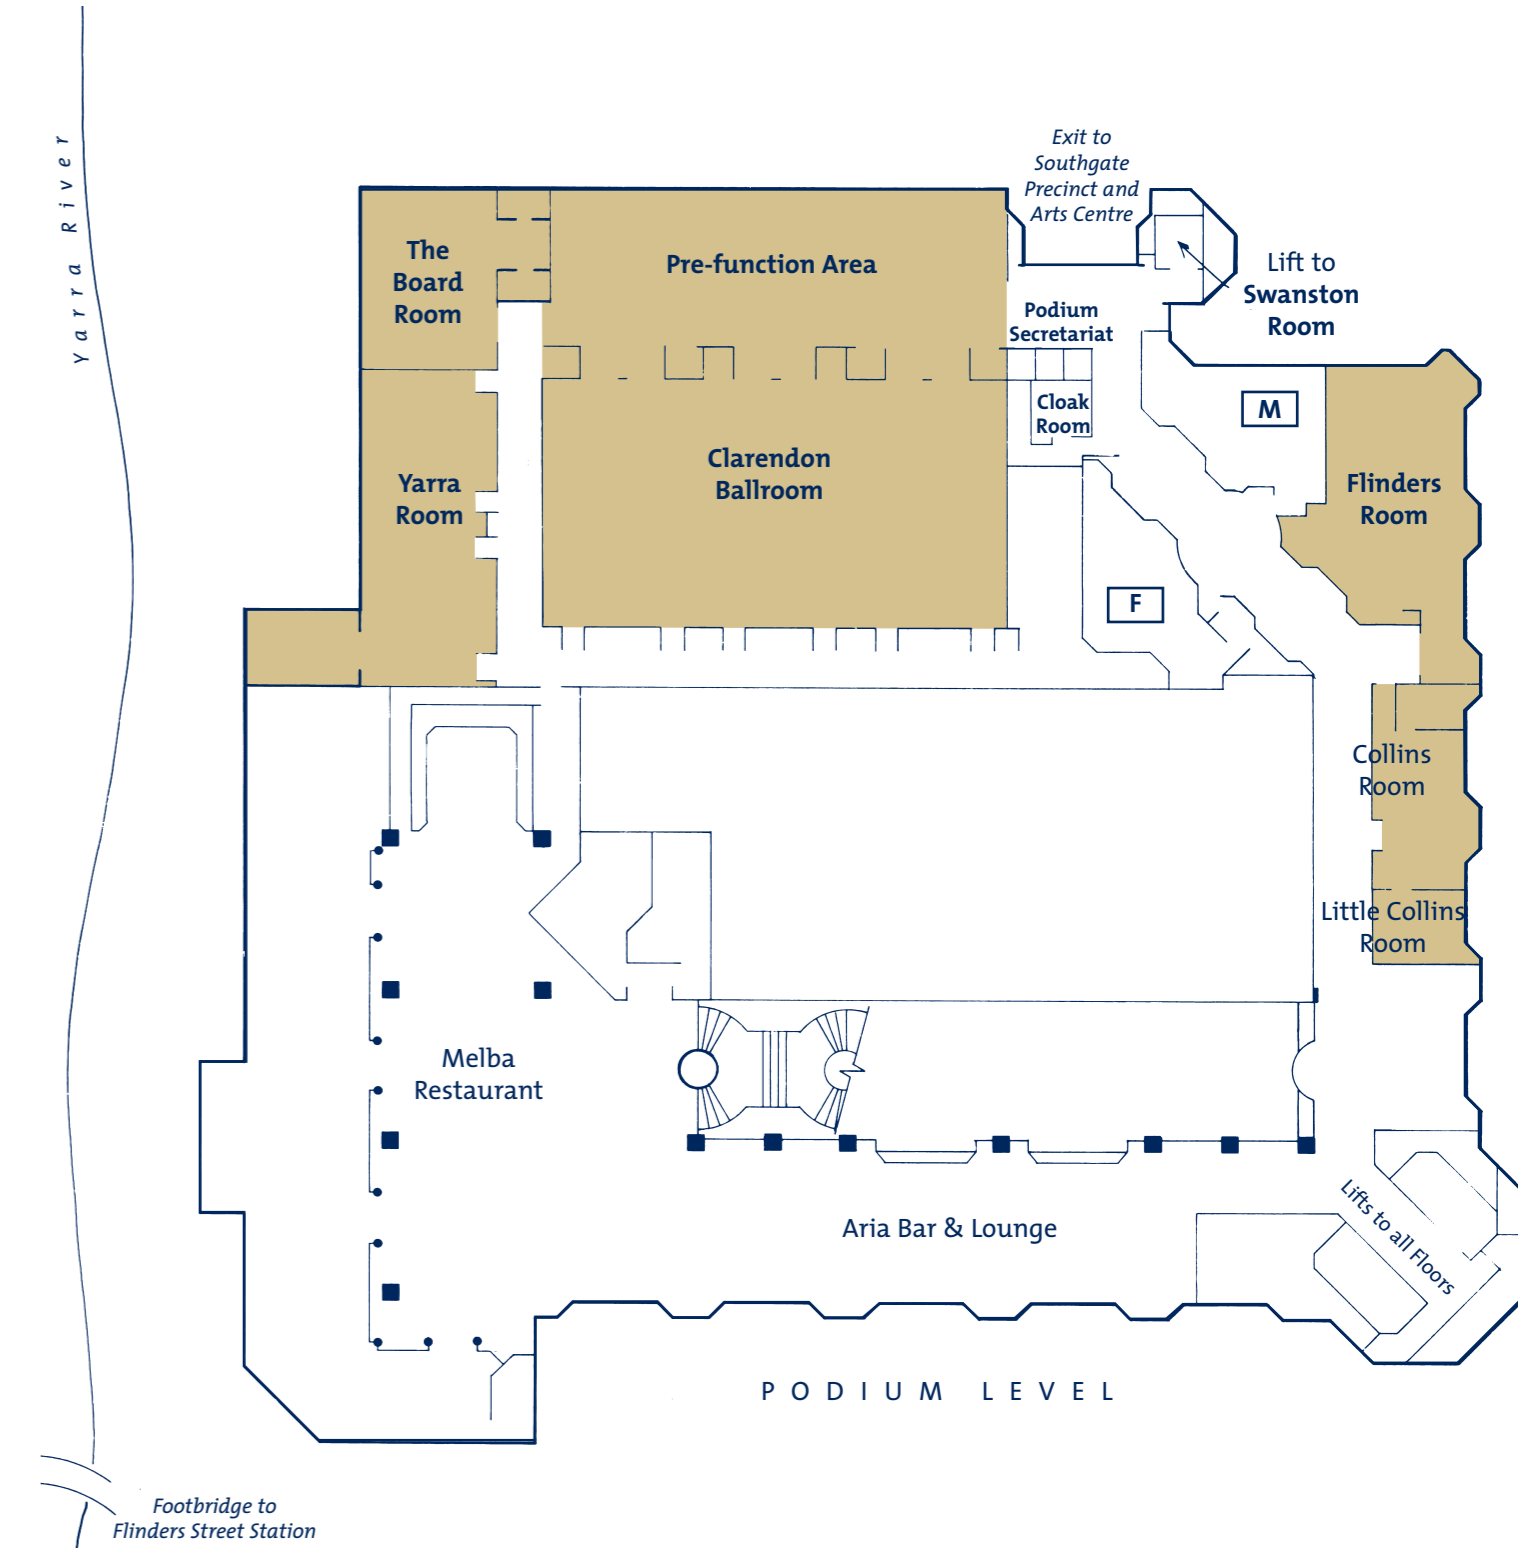 Yarra River
Exit to
Southgate
Precinct and
Arts Centre
The
Board
Room
Pre-function Area
Lift to
Swanston
Room
Podium
Secretariat
Cloak
Room
M
Yarra
Room
Clarendon
Ballroom
Flinders
Room
F
Collins
Room
Little Collins
Room
Melba
Restaurant
Aria Bar & Lounge
Lifts to all Floors
PODIUM LEVEL
Footbridge to
Flinders Street Station